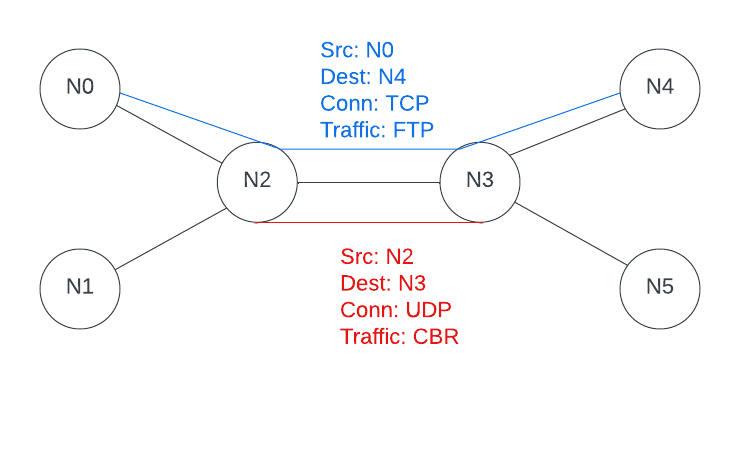 Src: N0
Dest: N4
Conn: TCP
Traffic: FTP
N0
N4
N2
N3
Src: N2
Dest: N3
Conn: UDP
Traffic: CBR
N1
N5